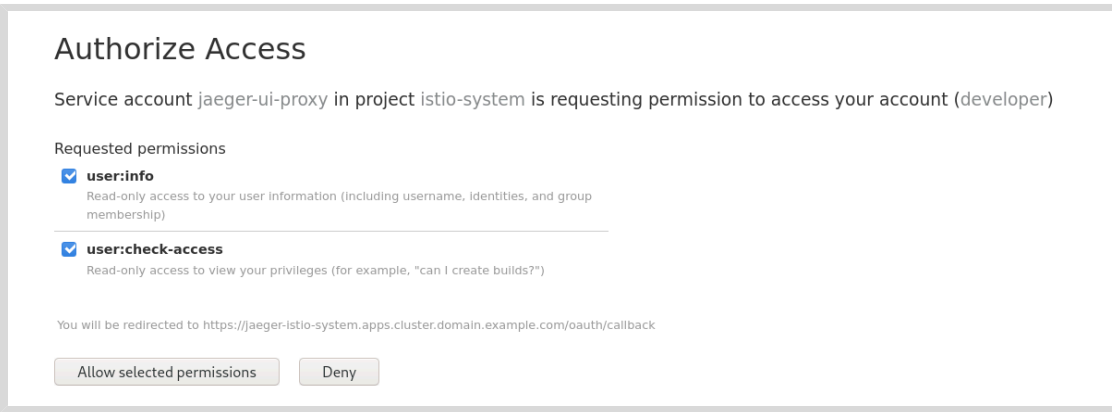 Authorize Access
Service account jaeger-ui-proxy in project istio-system is requesting permission to access your account (developer)
Requested permissions
user:info
Read-only access to your user information (including username, identities, and group
membership)
user:check-access
Read-only access to view your privileges (for example, "can I create builds?")
You will be redirected to https://jaeger-istio-system.apps.cluster.domain.example.com/oauth/callback
Allow selected permissions Deny